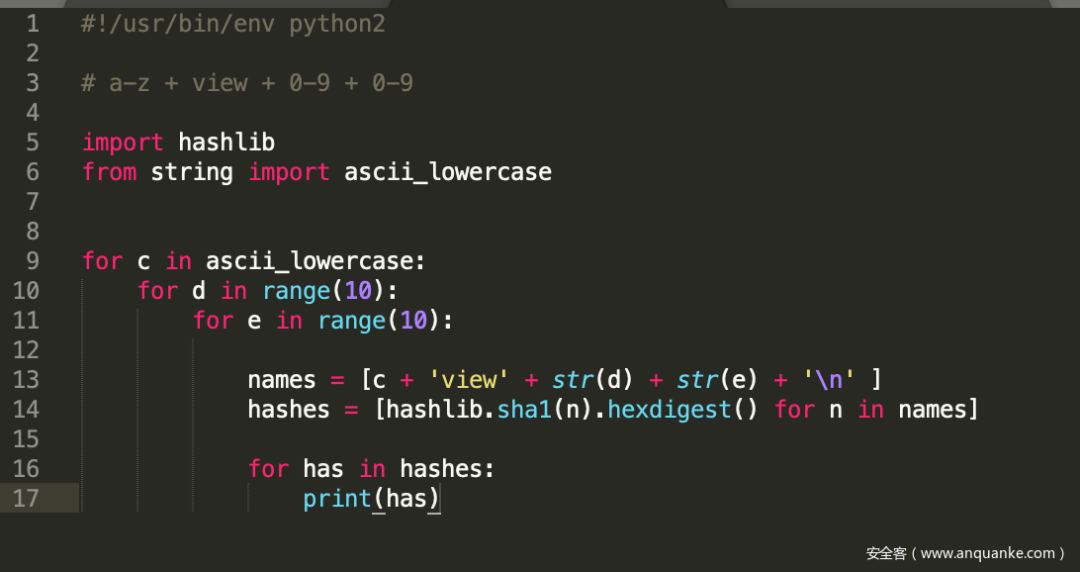 1 #!/usr/bin/env python2
2
3 # a-z + view + 0-9 + 0-9
4
5 import hashlib
6 from string import ascii_lowercase
7
8
9 for c in ascii_lowercase:
10     for d in range(10):
11         for e in range(10):
12
13             names = [c + 'view' + str(d) + str(e) + '\n' ]
14             hashes = [hashlib.sha1(n).hexdigest() for n in names]
15
16             for has in hashes:
17                 print(has)
安全客（www.anquanke.com）